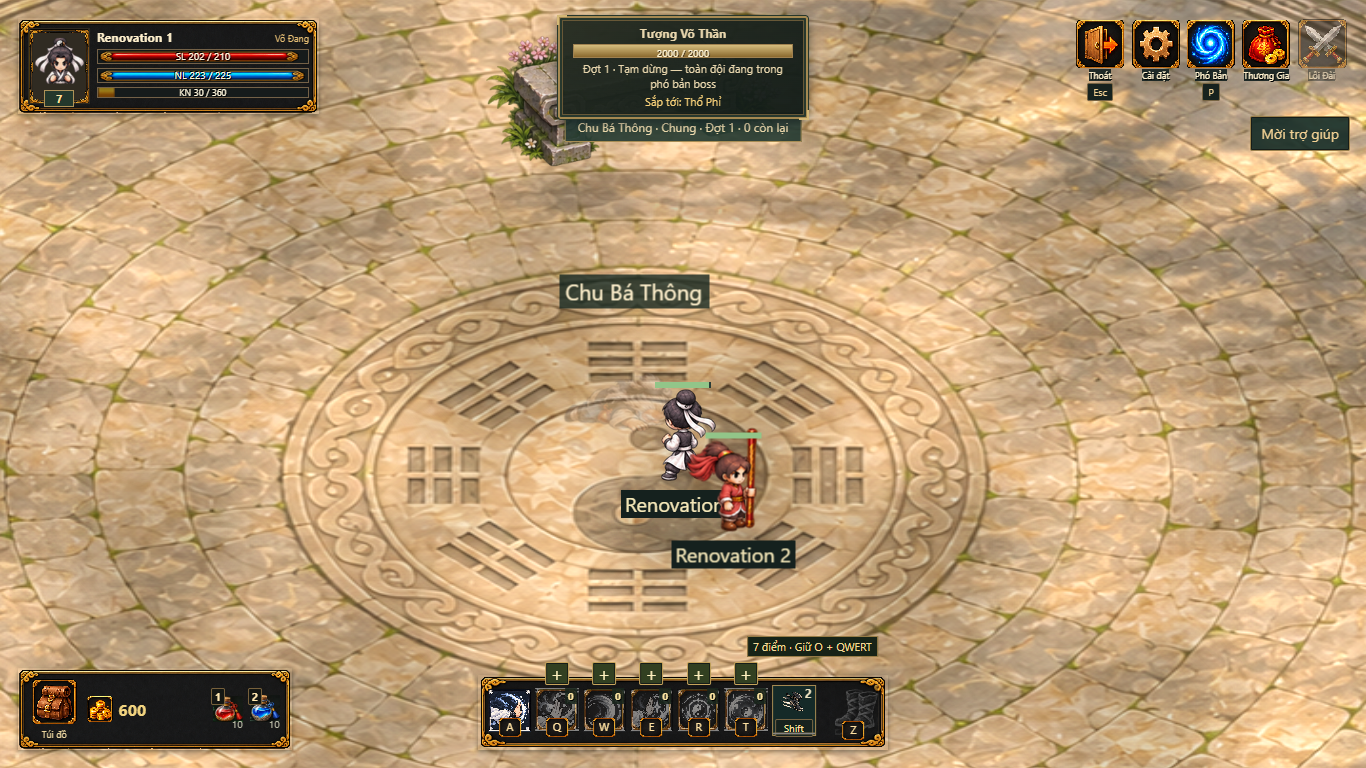 Renovation 1
Võ Đang
SL 202 / 210
NL 223 / 225
KN 30 / 360
7
Tượng Võ Thần
2000 / 2000
Đợt 1 · Tạm dừng — toàn đội đang trong
phó bản boss
Sắp tới: Thổ Phỉ
Chu Bá Thông · Chung · Đợt 1 · 0 còn lại
Thoát
Cài đặt
Phó Bản
Thương Gia
Lôi Đài
Esc
P
Mời trợ giúp
Chu Bá Thông
Renovation
Renovation 2
7 điểm · Giữ O + QWERT
+ + + + +
0 0 0 0 0 2
A Q W E R T Shift Z
Túi đồ
600
1 2
10 10